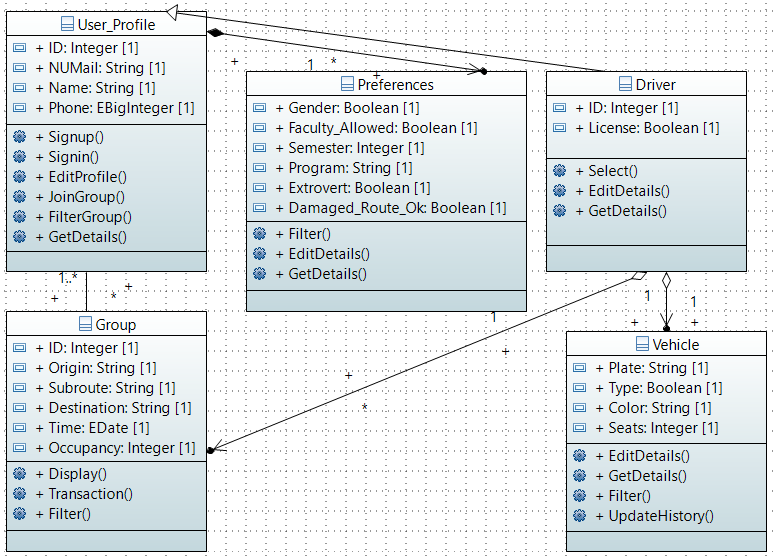 User_Profile
+ ID: Integer [1]
+ NUMail: String [1]
+ Name: String [1]
+ Phone: EBigInteger [1]
+ Signup()
+ Signin()
+ EditProfile()
+ JoinGroup()
+ FilterGroup()
+ GetDetails()
+
1
*
+
Preferences
+ Gender: Boolean [1]
+ Faculty_Allowed: Boolean [1]
+ Semester: Integer [1]
+ Program: String [1]
+ Extrovert: Boolean [1]
+ Damaged_Route_Ok: Boolean [1]
+ Filter()
+ EditDetails()
+ GetDetails()
Driver
+ ID: Integer [1]
+ License: Boolean [1]
+ Select()
+ EditDetails()
+ GetDetails()
1..*
+
+
*
Group
+ ID: Integer [1]
+ Origin: String [1]
+ Subroute: String [1]
+ Destination: String [1]
+ Time: EDate [1]
+ Occupancy: Integer [1]
+ Display()
+ Transaction()
+ Filter()
1
+
+
*
1
1
+
+
Vehicle
+ Plate: String [1]
+ Type: Boolean [1]
+ Color: String [1]
+ Seats: Integer [1]
+ EditDetails()
+ GetDetails()
+ Filter()
+ UpdateHistory()